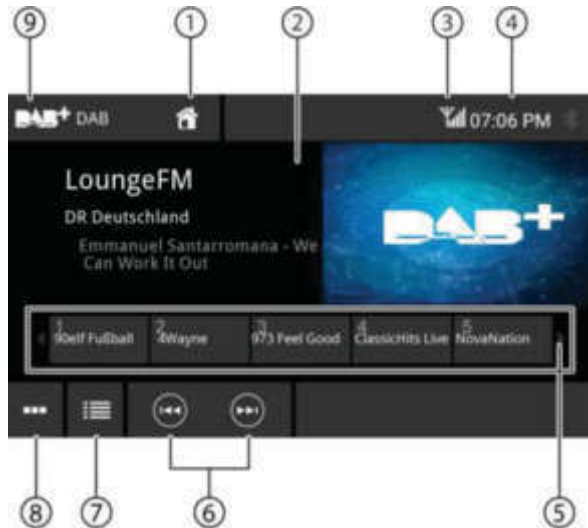 9 1 2 3 4
DAB+ DAB 07:06 PM
LoungeFM
DR Deutschland
Emmanuel Santarromana - We
Can Work It Out
DAB+
1 2 3 4 5
90elf Fußball 4Wayne 973 Feel Good ClassicHits Live NovaNation
8 7 6 5